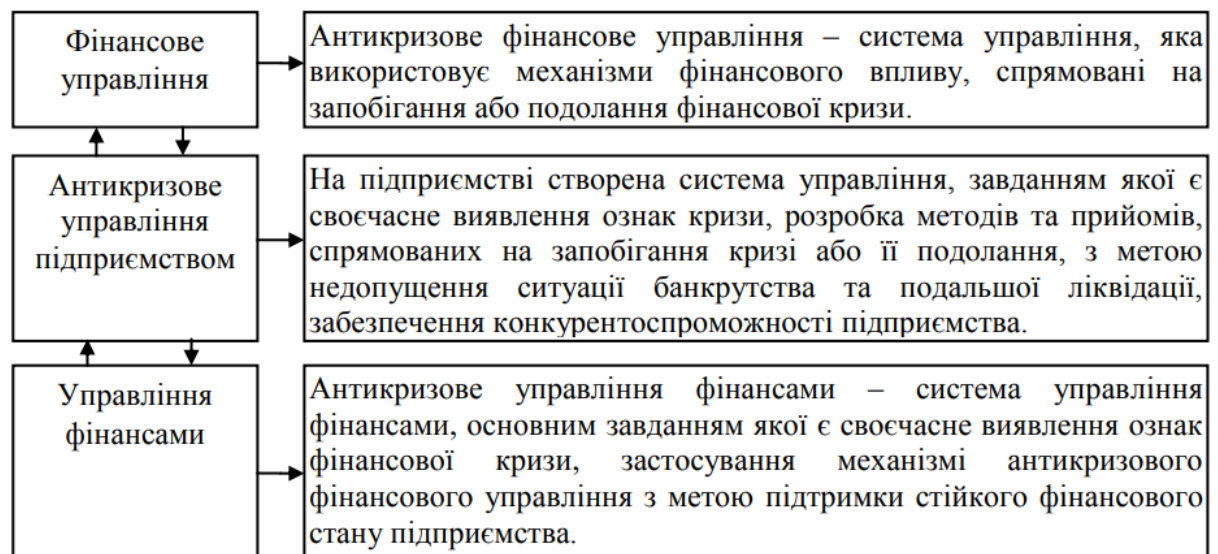 Фінансове
управління
Антикризове фінансове управління – система управління, яка
використовує механізми фінансового впливу, спрямовані на
запобігання або подолання фінансової кризи.
Антикризове
управління
підприємством
На підприємстві створена система управління, завданням якої є
своєчасне виявлення ознак кризи, розробка методів та прийомів,
спрямованих на запобігання кризі або її подолання, з метою
недопущення ситуації банкрутства та подальшої ліквідації,
забезпечення конкурентоспроможності підприємства.
Управління
фінансами
Антикризове управління фінансами – система управління
фінансами, основним завданням якої є своєчасне виявлення ознак
фінансової кризи, застосування механізмі антикризового
фінансового управління з метою підтримки стійкого фінансового
стану підприємства.